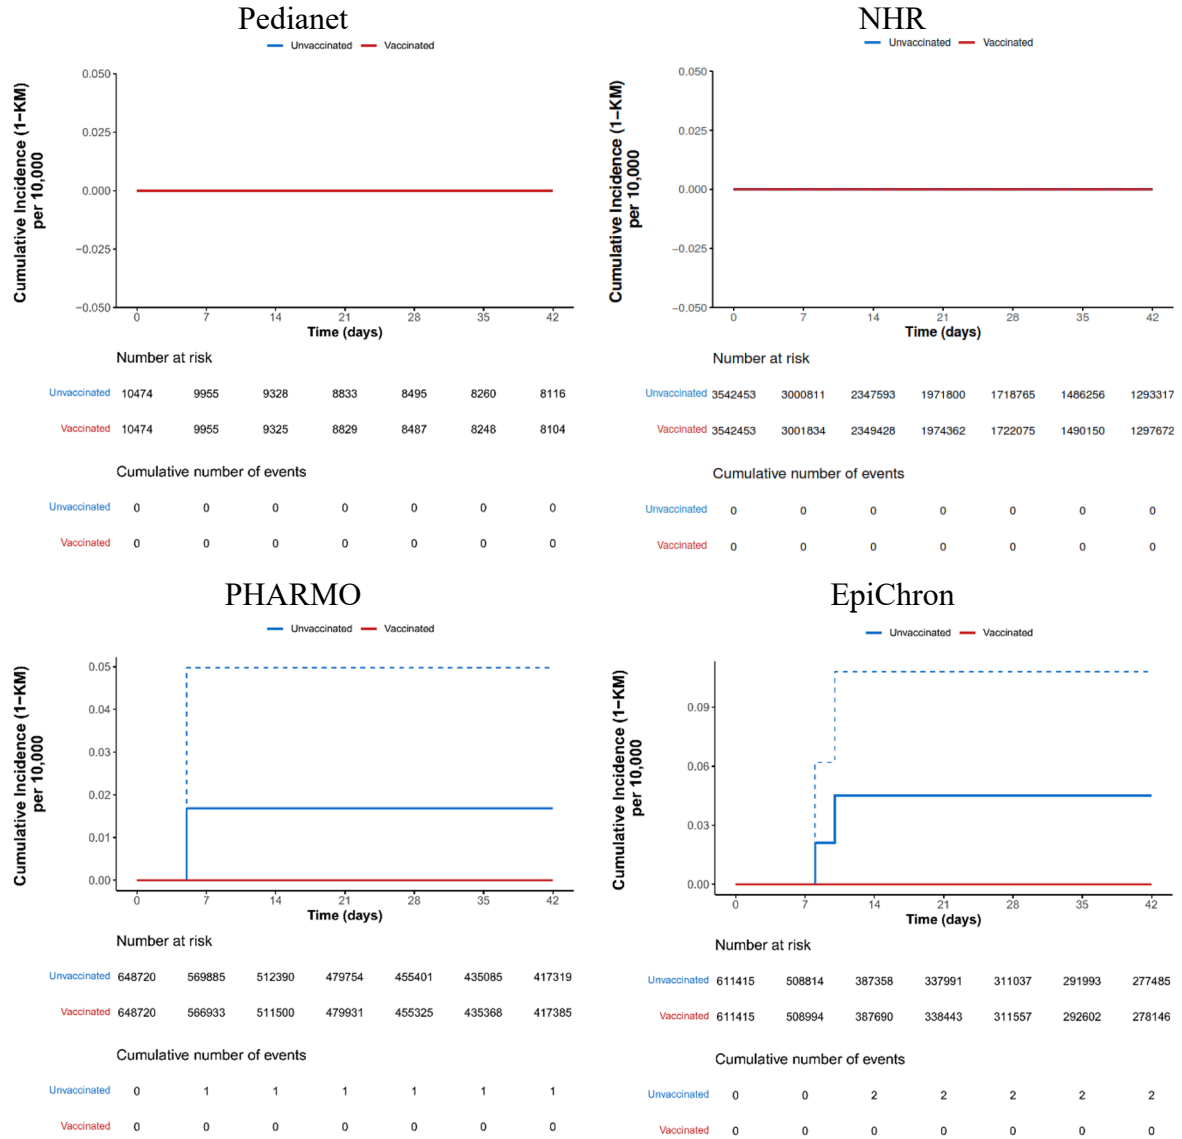 Pedianet
Unvaccinated Vaccinated
Cumulative Incidence (1−KM)
per 10,000
0.050
0.025
0.000
−0.025
−0.050
0 7 14 21 28 35 42
Time (days)
Number at risk
Unvaccinated 10474 9955 9328 8833 8495 8260 8116
Vaccinated 10474 9955 9325 8829 8487 8248 8104
Cumulative number of events
Unvaccinated 0 0 0 0 0 0 0
Vaccinated 0 0 0 0 0 0 0
NHR
Unvaccinated Vaccinated
Cumulative Incidence (1−KM)
per 10,000
0.050
0.025
0.000
−0.025
−0.050
0 7 14 21 28 35 42
Time (days)
Number at risk
Unvaccinated 3542453 3000811 2347593 1971800 1718765 1486256 1293317
Vaccinated 3542453 3001834 2349428 1974362 1722075 1490150 1297672
Cumulative number of events
Unvaccinated 0 0 0 0 0 0 0
Vaccinated 0 0 0 0 0 0 0
PHARMO
Unvaccinated Vaccinated
Cumulative Incidence (1−KM)
per 10,000
0.05
0.04
0.03
0.02
0.01
0.00
0 7 14 21 28 35 42
Time (days)
Number at risk
Unvaccinated 648720 569885 512390 479754 455401 435085 417319
Vaccinated 648720 566933 511500 479931 455325 435368 417385
Cumulative number of events
Unvaccinated 0 1 1 1 1 1 1
Vaccinated 0 0 0 0 0 0 0
EpiChron
Unvaccinated Vaccinated
Cumulative Incidence (1−KM)
per 10,000
0.09
0.06
0.03
0.00
0 7 14 21 28 35 42
Time (days)
Number at risk
Unvaccinated 611415 508814 387358 337991 311037 291993 277485
Vaccinated 611415 508994 387690 338443 311557 292602 278146
Cumulative number of events
Unvaccinated 0 0 2 2 2 2 2
Vaccinated 0 0 0 0 0 0 0